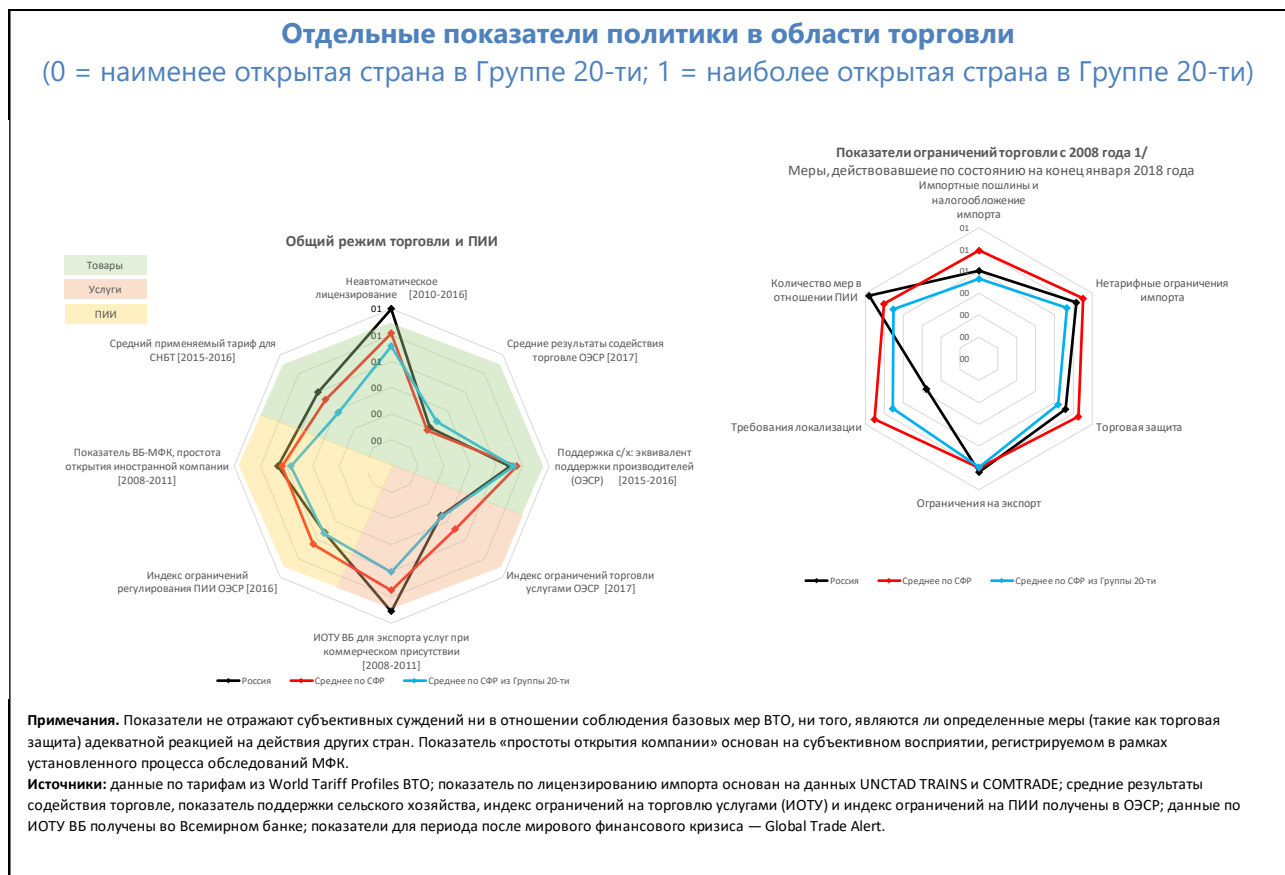 Отдельные показатели политики в области торговли
(0 = наименее открытая страна в Группе 20-ти; 1 = наиболее открытая страна в Группе 20-ти)
Общий режим торговли и ПИИ
Товары
Услуги
ПИИ
Неавтоматическое
лицензирование [2010-2016]
Средние результаты содействия
торговле ОЭСР [2017]
Поддержка с/х: эквивалент
поддержки производителей
(ОЭСР) [2015-2016]
Индекс ограничений торговли
услугами ОЭСР [2017]
ИОТУ ВБ для экспорта услуг при
коммерческом присутствии
[2008-2011]
Индекс ограничений
регулирования ПИИ ОЭСР [2016]
Показатель ВБ-МФК, простота
открытия иностранной компании
[2008-2011]
Средний применяемый тариф для
СНБТ [2015-2016]
01
01
01
00
00
00
Россия
Среднее по СФР
Среднее по СФР из Группы 20-ти
Показатели ограничений торговли с 2008 года 1/
Меры, действовавшеие по состоянию на конец января 2018 года
Импортные пошлины и
налогообложение
импорта
Нетарифные ограничения
импорта
Торговая защита
Ограничения на экспорт
Требования локализации
Количество мер в
отношении ПИИ
01
01
01
00
00
00
00
Россия
Среднее по СФР
Среднее по СФР из Группы 20-ти
Примечания. Показатели не отражают субъективных суждений ни в отношении соблюдения базовых мер ВТО, ни того, являются ли определенные меры (такие как торговая
защита) адекватной реакцией на действия других стран. Показатель «простоты открытия компании» основан на субъективном восприятии, регистрируемом в рамках
установленного процесса обследований МФК.
Источники: данные по тарифам из World Tariff Profiles ВТО; показатель по лицензированию импорта основан на данных UNCTAD TRAINS и COMTRADE; средние результаты
содействия торговле, показатель поддержки сельского хозяйства, индекс ограничений на торговлю услугами (ИОТУ) и индекс ограничений на ПИИ получены в ОЭСР; данные по
ИОТУ ВБ получены во Всемирном банке; показатели для периода после мирового финансового кризиса — Global Trade Alert.